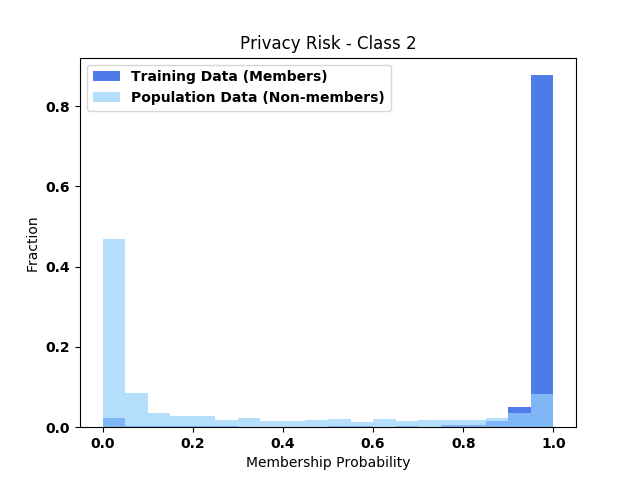 Privacy Risk - Class 2
Training Data (Members)
Population Data (Non-members)
Fraction
0.8
0.6
0.4
0.2
0.0
0.0 0.2 0.4 0.6 0.8 1.0
Membership Probability